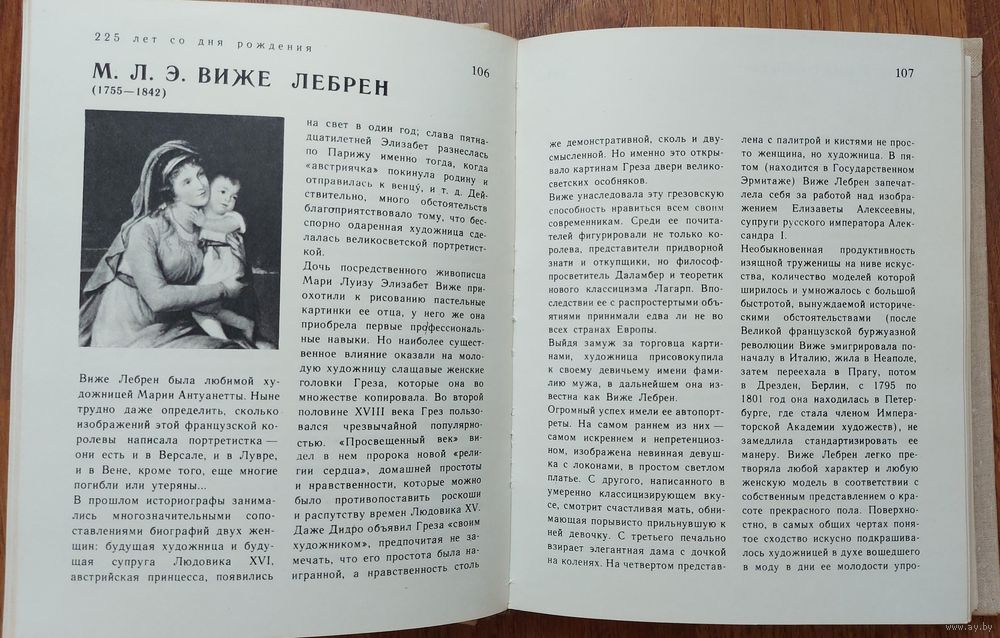 225 лет со дня рождения
М. Л. Э. ВИЖЕ ЛЕБРЕН
(1755—1842)
106
Виже Лебрен была любимой ху-
дожницей Марии Антуанетты. Ныне
трудно даже определить, сколько
изображений этой французской ко-
ролевы написала портретистка —
они есть и в Версале, и в Лувре,
и в Вене, кроме того, еще многие
погибли или утеряны...
В прошлом историографы занима-
лись многозначительными сопо-
ставлениями биографий двух жен-
щин: будущая художница и буду-
щая супруга Людовика XVI,
австрийская принцесса, появились
на свет в один год; слава пятна-
дцатилетней Элизабет разнеслась
по Парижу именно тогда, когда
«австриячка» покинула родину и
отправилась к венцу, и т. д. Дей-
ствительно, много обстоятельств
благоприятствовало тому, что бес-
спорно одаренная художница сде-
лалась великосветской портретист-
кой.
Дочь посредственного живописца
Мари Луизу Элизабет Виже при-
охотили к рисованию пастельные
картинки ее отца, у него же она
приобрела первые профессиональ-
ные навыки. Но наиболее сущест-
венное влияние оказали на моло-
дую художницу слащавые женские
головки Греза, которые она во
множестве копировала. Во второй
половине XVIII века Грез пользо-
вался чрезвычайной популярно-
стью. «Просвещенный век» ви-
дел в нем пророка новой «рели-
гии сердца», домашней простоты
и нравственности, которые можно
было противопоставить роскоши
и распутству времен Людовика XV.
Даже Дидро объявил Греза «своим
художником», предпочитая не за-
мечать, что его простота была на-
игранной, а нравственность столь
107
же демонстративной, сколь и дву-
смысленной. Но именно это откры-
вало картинам Греза двери велико-
светских особняков.
Виже унаследовала эту грезовскую
способность нравиться всем своим
современникам. Среди ее почита-
телей фигурировали не только ко-
ролева, представители придворной
знати и откупщики, но философ-
просветитель Даламбер и теоретик
нового классицизма Лагарп. Впо-
следствии ее с распростертыми объ-
ятиями принимали едва ли не во
всех странах Европы.
Выйдя замуж за торговца карти-
нами, художница присовокупила
к своему девичьему имени фами-
лию мужа, в дальнейшем она из-
вестна как Виже Лебрен.
Огромный успех имели ее автопорт-
реты. На самом раннем из них —
самом искреннем и непретенциоз-
ном, изображена невинная девуш-
ка с локонами, в простом светлом
платье. С другого, написанного в
умеренно классицизирующем вку-
се, смотрит счастливая мать, обни-
мающая порывисто прильнувшую к
ней девочку. С третьего печально
взирает элегантная дама с дочкой
на коленях. На четвертом представ-
лена с палитрой и кистями не прос-
то женщина, но художница. В пя-
том (находится в Государственном
Эрмитаже) Виже Лебрен запечат-
лела себя за работой над изобра-
жением Елизаветы Алексеевны,
супруги русского императора Алек-
сандра I.
Необыкновенная продуктивность
изящной труженицы на ниве искус-
ства, количество моделей которой
ширилось и умножалось с большой
быстротой, вынуждаемой историче-
скими обстоятельствами (после
Великой французской буржуазной
революции Виже эмигрировала по-
началу в Италию, жила в Неаполе,
затем переехала в Прагу, потом
в Дрезден, Берлин, с 1795 по
1801 год она находилась в Петер-
бурге, где стала членом Импера-
торской Академии художеств), не
замедлила стандартизировать ее
манеру. Виже Лебрен легко пре-
творяла любой характер и любую
женскую модель в соответствии с
собственным представлением о кра-
соте прекрасного пола. Поверхно-
стно, в самых общих чертах поня-
тое сходство искусно подкрашива-
лось художницей в духе вошедшего
в моду в дни ее молодости упро-
www.ay.by